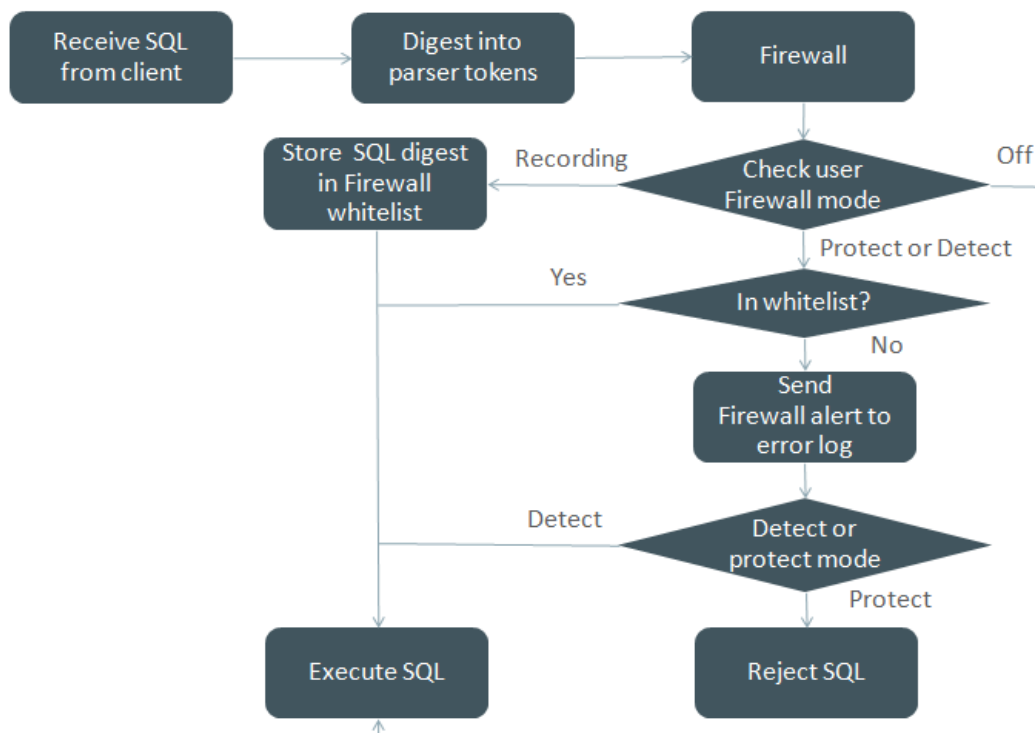 Receive SQL
from client
Digest into
parser tokens
Firewall
Store SQL digest
in Firewall
whitelist
Recording
Check user
Firewall mode
Off
Protect or Detect
Yes
In whitelist?
No
Send
Firewall alert to
error log
Detect
Detect or
protect mode
Protect
Execute SQL
Reject SQL